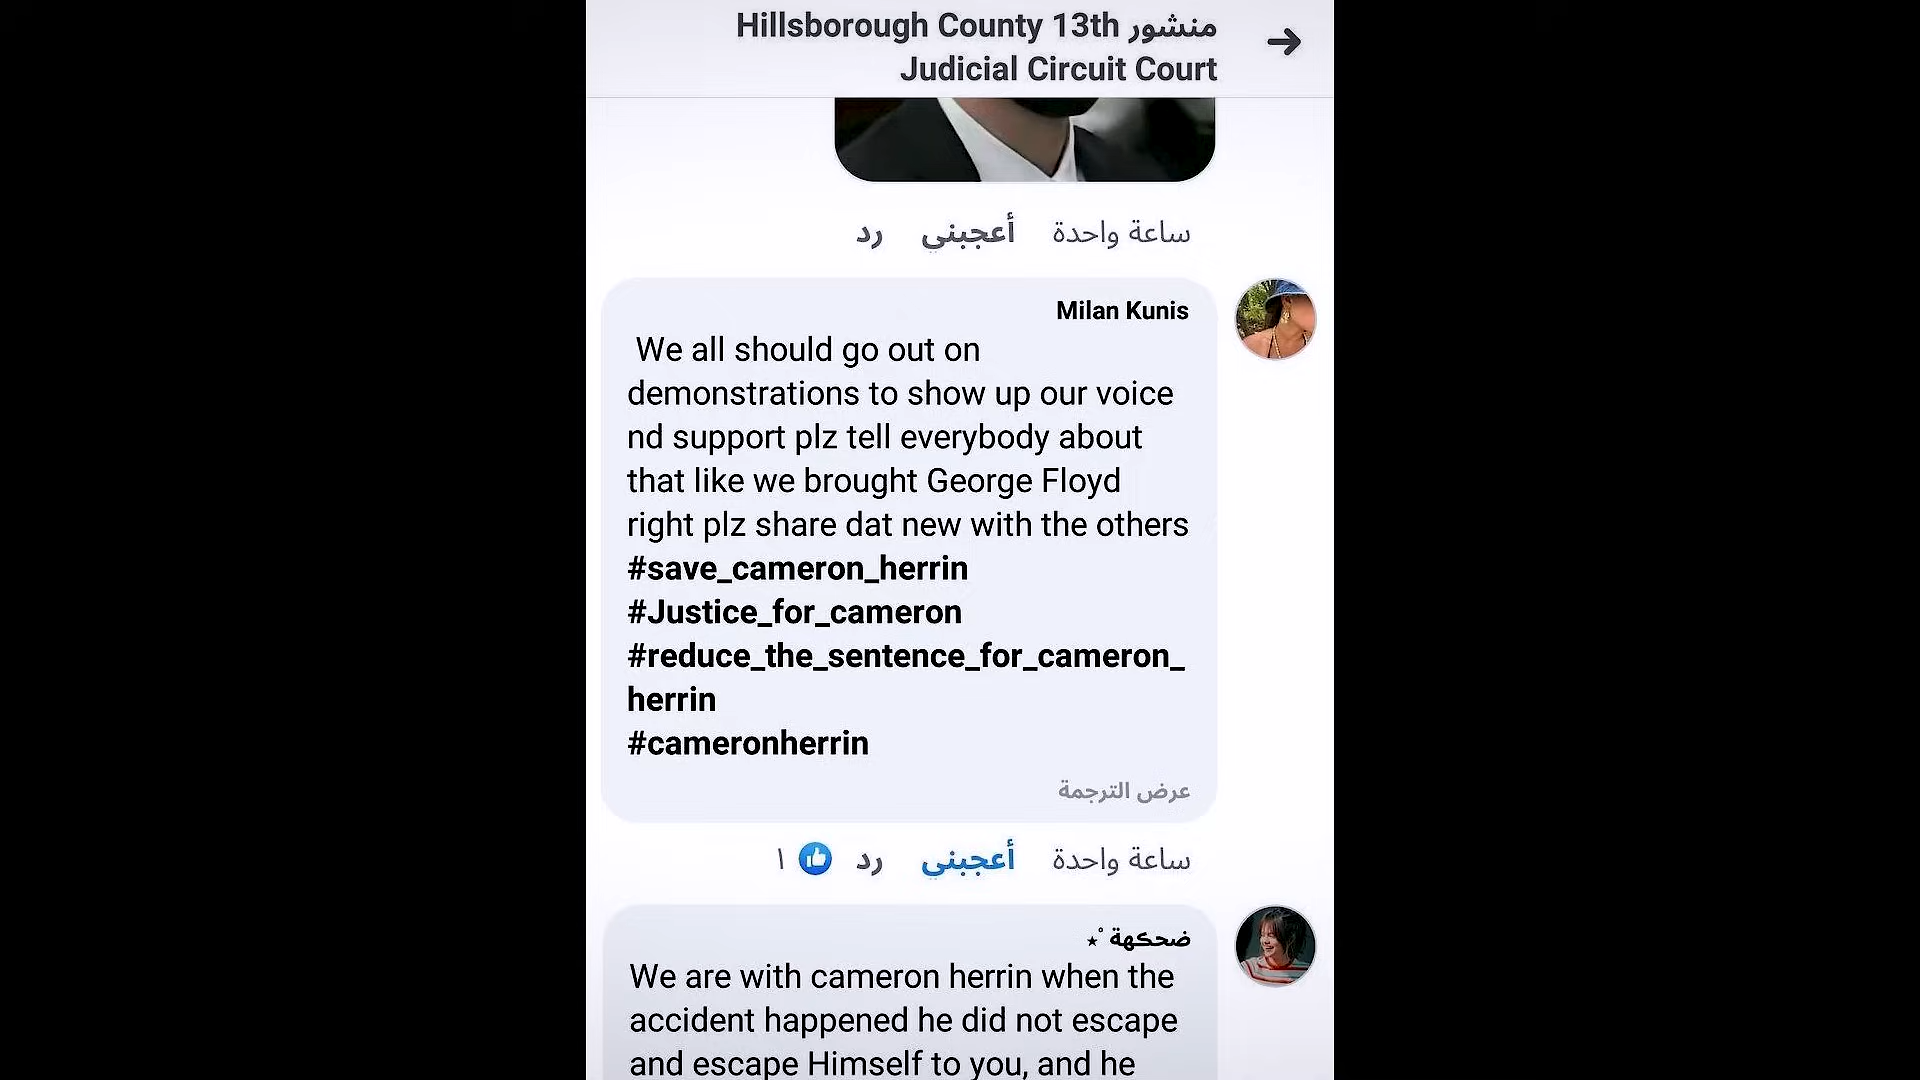 منشور Hillsborough County 13th
Judicial Circuit Court
ساعة واحدة أعجبني رد
Milan Kunis
We all should go out on
demonstrations to show up our voice
nd support plz tell everybody about
that like we brought George Floyd
right plz share dat new with the others
#save_cameron_herrin
#Justice_for_cameron
#reduce_the_sentence_for_cameron_
herrin
#cameronherrin
عرض الترجمة
ساعة واحدة أعجبني رد ١
ضحكهة ْ⋆
We are with cameron herrin when the
accident happened he did not escape
and escape Himself to you, and he